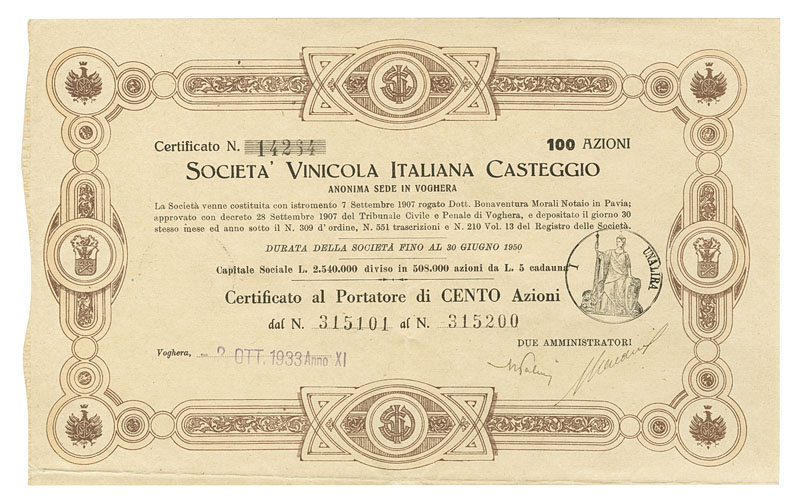 Certificato N. 14264
100 AZIONI
SOCIETA' VINICOLA ITALIANA CASTEGGIO
ANONIMA SEDE IN VOGHERA
La Società venne costituita con istromento 7 Settembre 1907 rogato Dott. Bonaventura Morali Notaio in Pavia;
approvato con decreto 28 Settembre 1907 del Tribunale Civile e Penale di Voghera, e depositato il giorno 30
stesso mese ed anno sotto il N. 309 d'ordine, N. 551 trascrizioni e N. 210 Vol. 13 del Registro delle Società.
DURATA DELLA SOCIETÀ FINO AL 30 GIUGNO 1950
Capitale Sociale L. 2.540.000 diviso in 508.000 azioni da L. 5 cadauna
1 UNA LIRA
Certificato al Portatore di CENTO Azioni
dal N. 315101 al N. 315200
DUE AMMINISTRATORI
Voghera, - 2 OTT. 1933 Anno XI